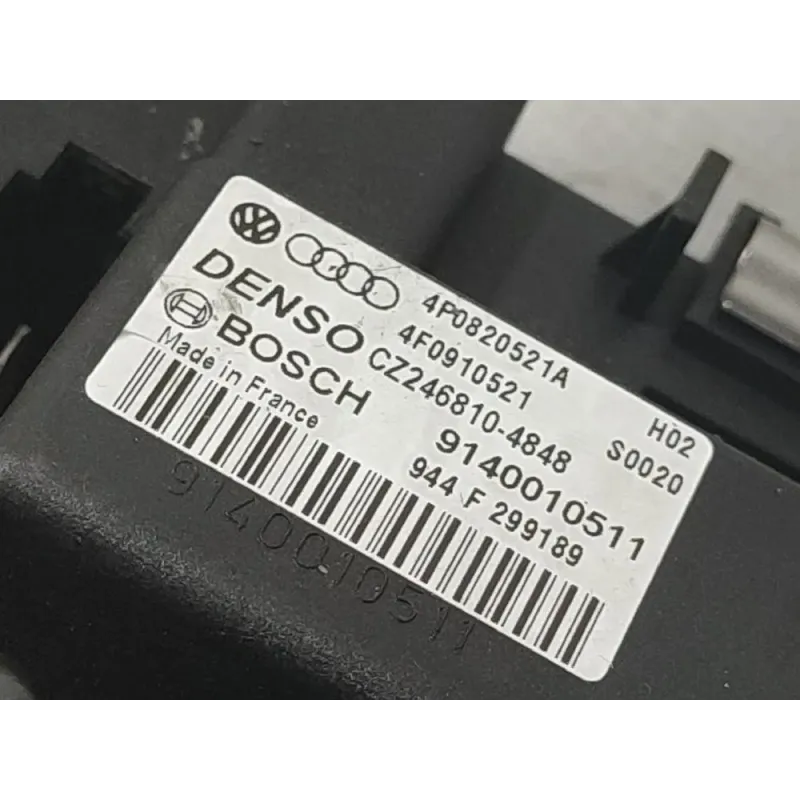 4P0820521A
DENSO 4F0910521 H02
BOSCH CZ246810-4848 S0020
Made in France 9140010511
944 F 299189
9140010511